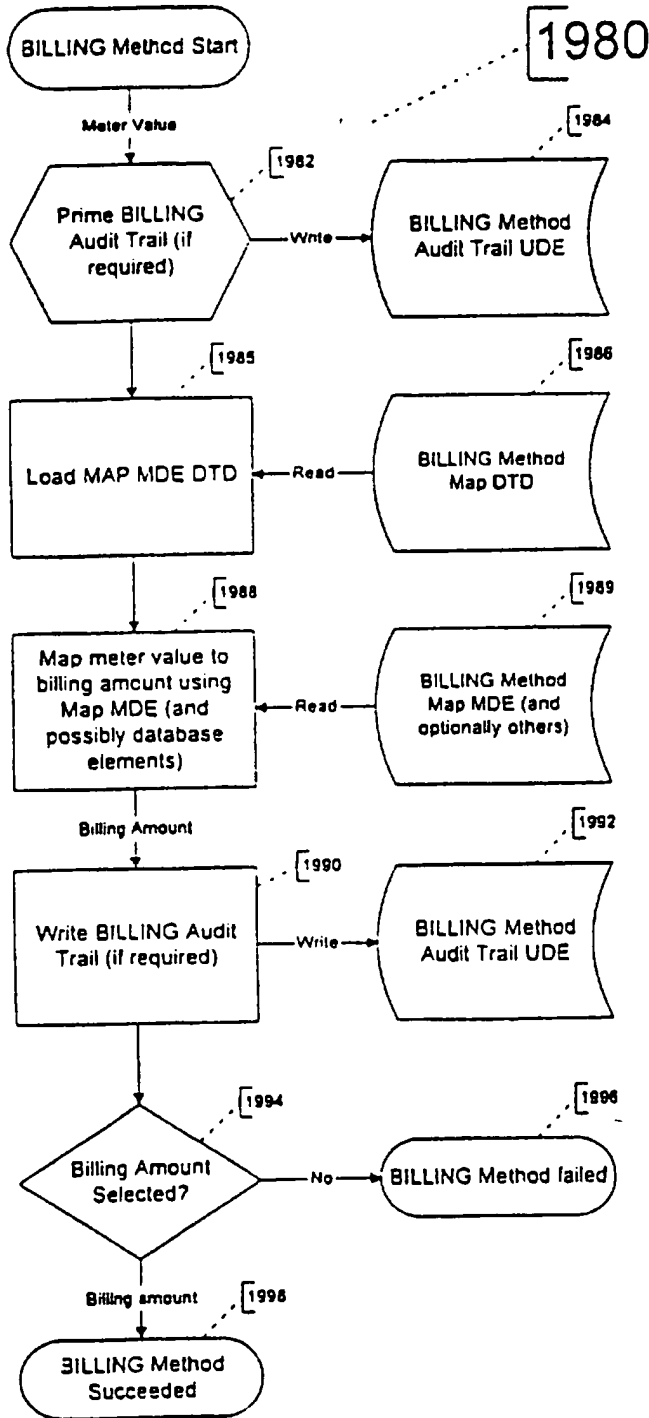 BILLING Method Start
1980
Meter Value
1982
1984
Prime BILLING
Audit Trail (if
required)
Write
BILLING Method
Audit Trail UDE
1985
1986
Load MAP MDE DTD
Read
BILLING Method
Map DTD
1988
1989
Map meter value to
billing amount using
Map MDE (and
possibly database
elements)
Read
BILLING Method
Map MDE (and
optionally others)
Billing Amount
1990
1992
Write BILLING Audit
Trail (if required)
Write
BILLING Method
Audit Trail UDE
1994
1996
Billing Amount
Selected?
No
BILLING Method failed
Billing amount
1998
BILLING Method
Succeeded